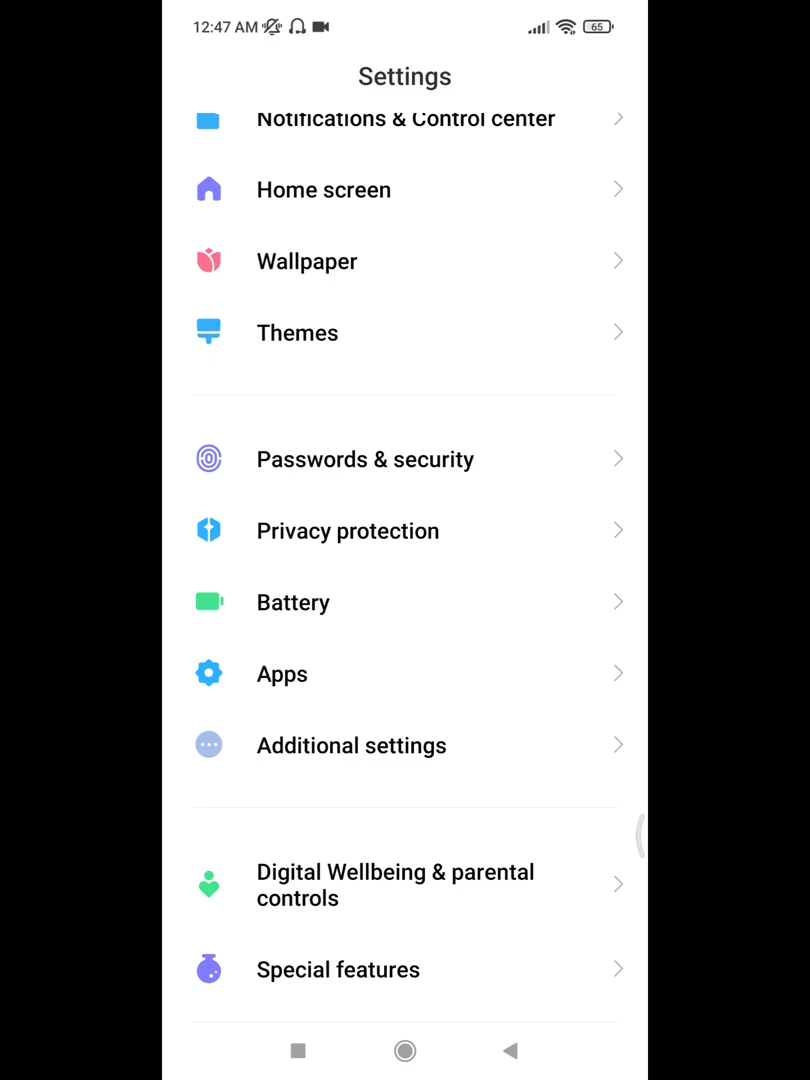 12:47 AM 65
Settings
Notifications & Control center
Home screen
Wallpaper
Themes
Passwords & security
Privacy protection
Battery
Apps
Additional settings
Digital Wellbeing & parental
controls
Special features